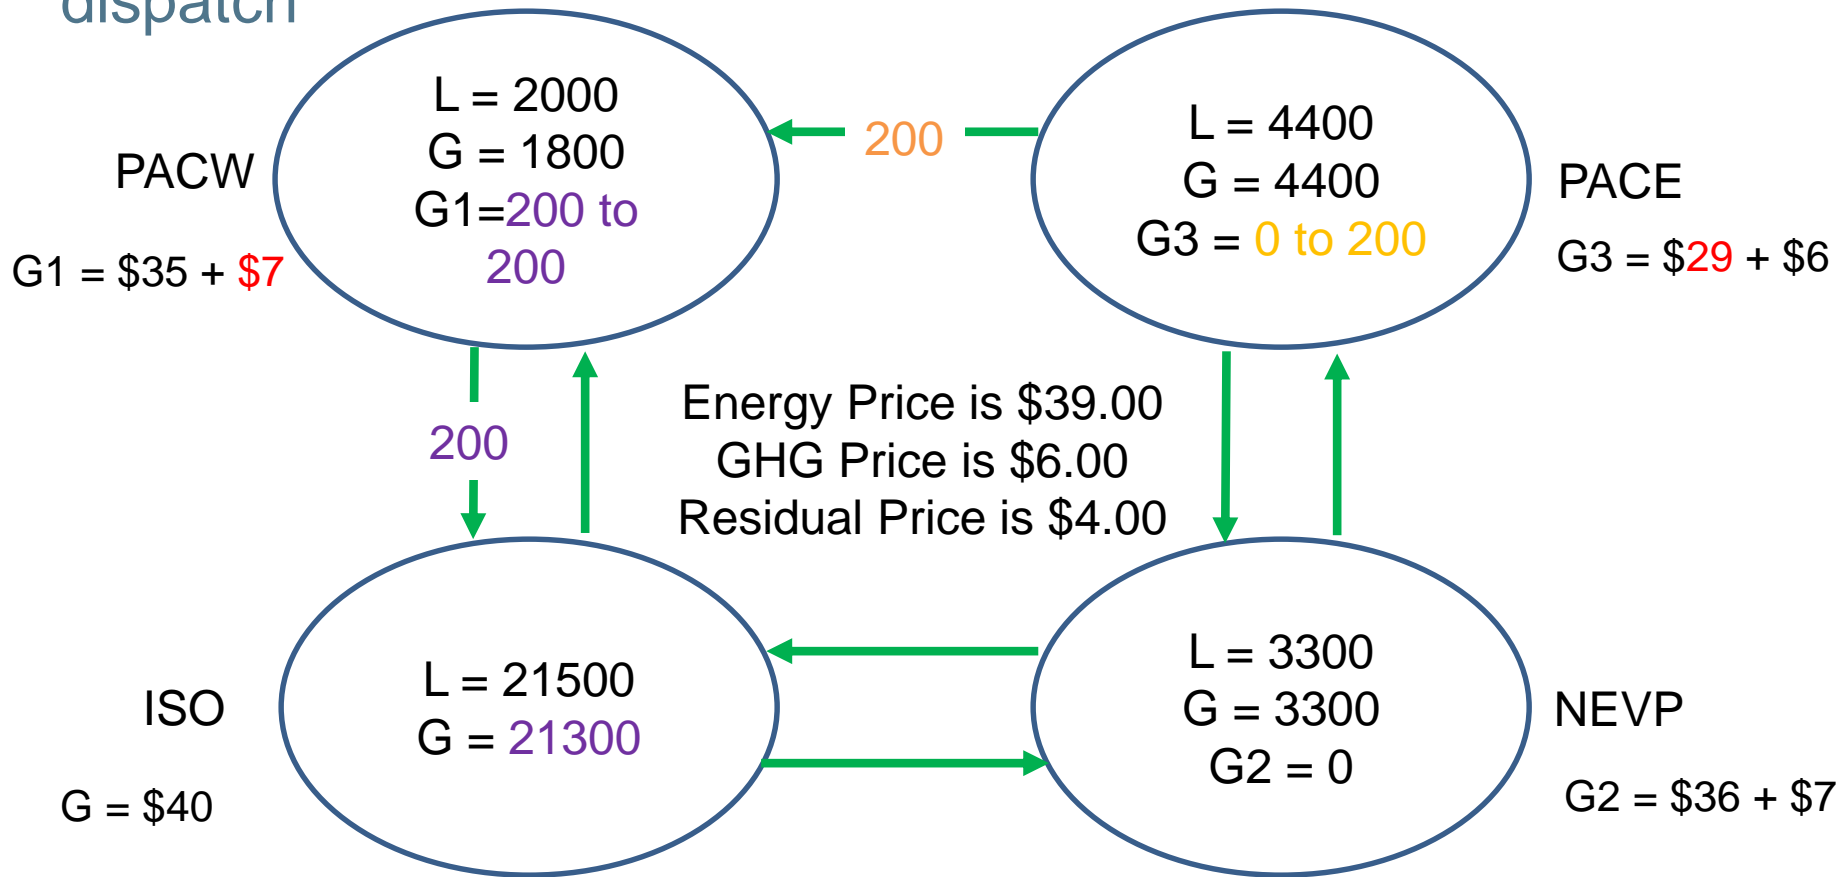 dispatch
PACW
L = 2000
G = 1800
G1=200 to
200
G1 = $35 + $7
200
L = 4400
G = 4400
G3 = 0 to 200
PACE
G3 = $29 + $6
200
Energy Price is $39.00
GHG Price is $6.00
Residual Price is $4.00
ISO
L = 21500
G = 21300
G = $40
L = 3300
G = 3300
G2 = 0
NEVP
G2 = $36 + $7